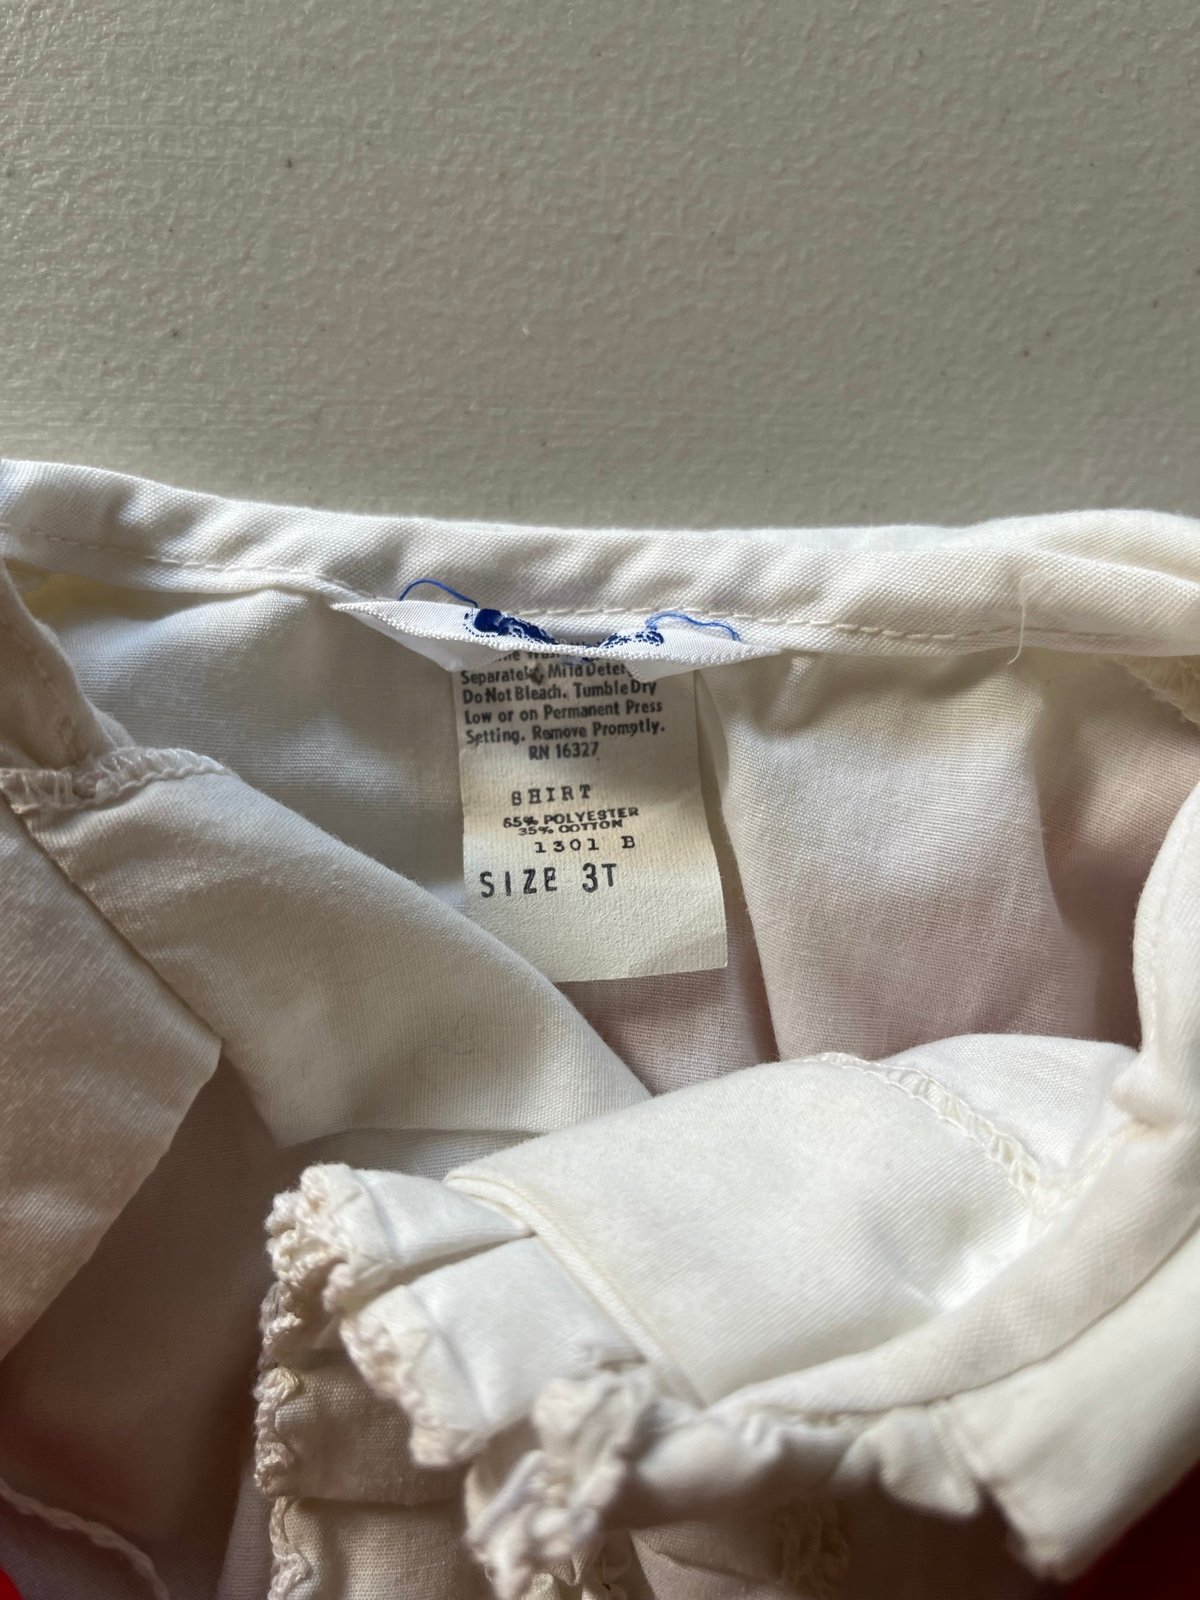 Separately, Mild Deter
Do Not Bleach. Tumble Dry
Low or on Permanent Press
Setting. Remove Promptly.
RN 16327
SHIRT
65% POLYESTER
35% COTTON
1301 B
SIZE 3T